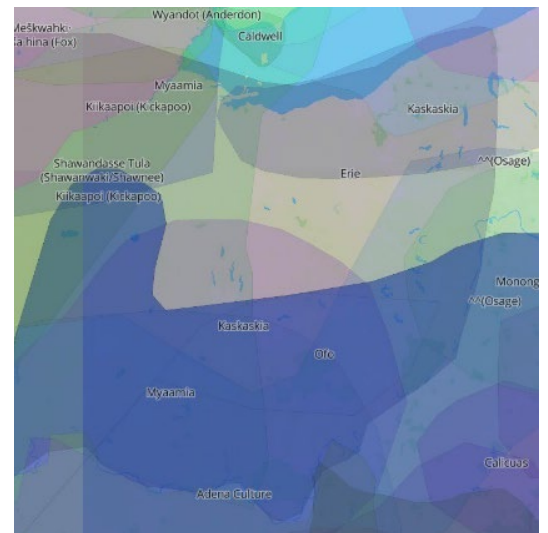 Wyandot (Anderdon)
Meškwahki·
ša·hina (Fox)
Caldwell
Myaamia
Kiikaapoi (Kickapoo)
Kaskaskia
Shawandasse Tula
(Shawanwaki/Shawnee)
^^(Osage)
Erie
Kiikaapoi (Kickapoo)
Monong
^^(Osage)
Kaskaskia
Ofo
Myaamia
Calicuas
Adena Culture